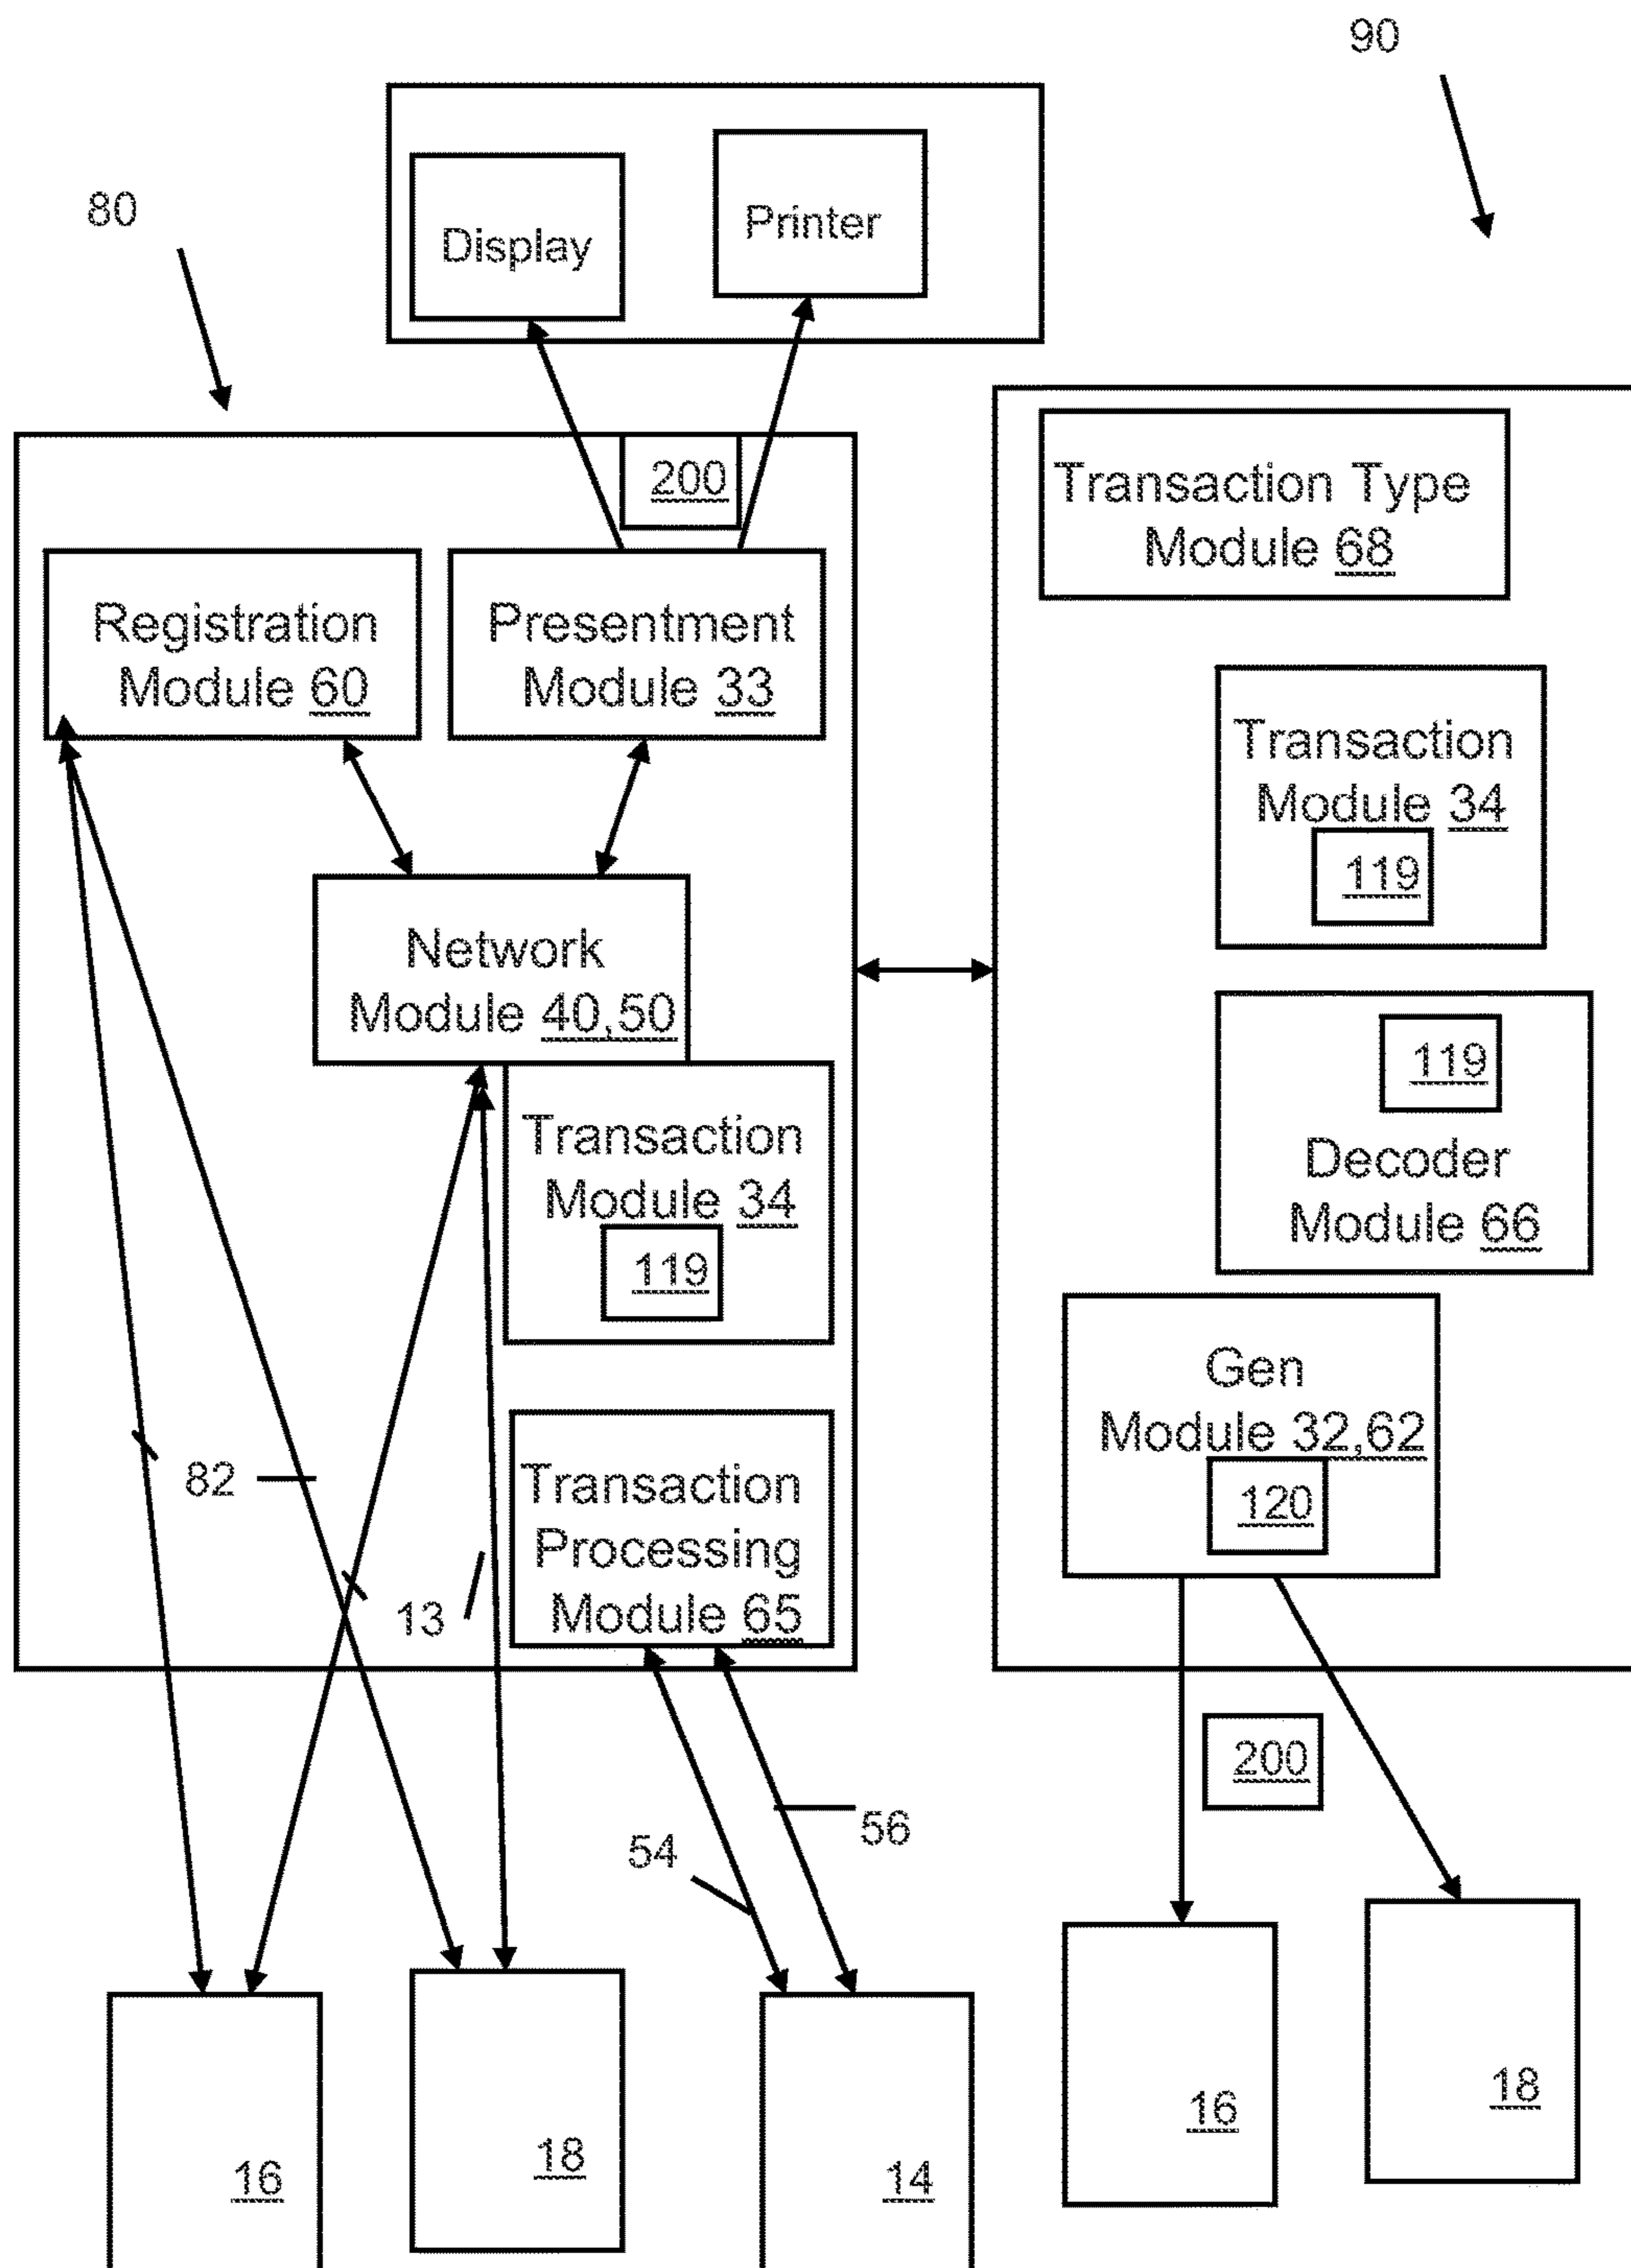 90
80
Display
Printer
200
Registration
Module 60
Presentment
Module 33
Network
Module 40,50
Transaction
Module 34
119
82
13
Transaction
Processing
Module 65
54
56
16
18
14
Transaction Type
Module 68
Transaction
Module 34
119
119
Decoder
Module 66
Gen
Module 32,62
120
200
16
18